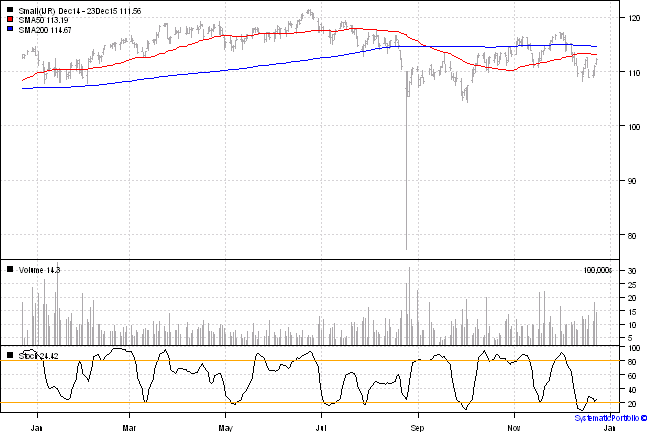 Small(IJR) Dec14 - 23Dec15 111.56
SMA50 113.19
SMA200 114.67
120
110
100
90
80
Volume 14.3
100,000s
30
25
20
15
10
5
Stock 24.42
100
80
60
40
20
Jan Mar May Jul Sep Nov Jan
SystematicPortfolio ©